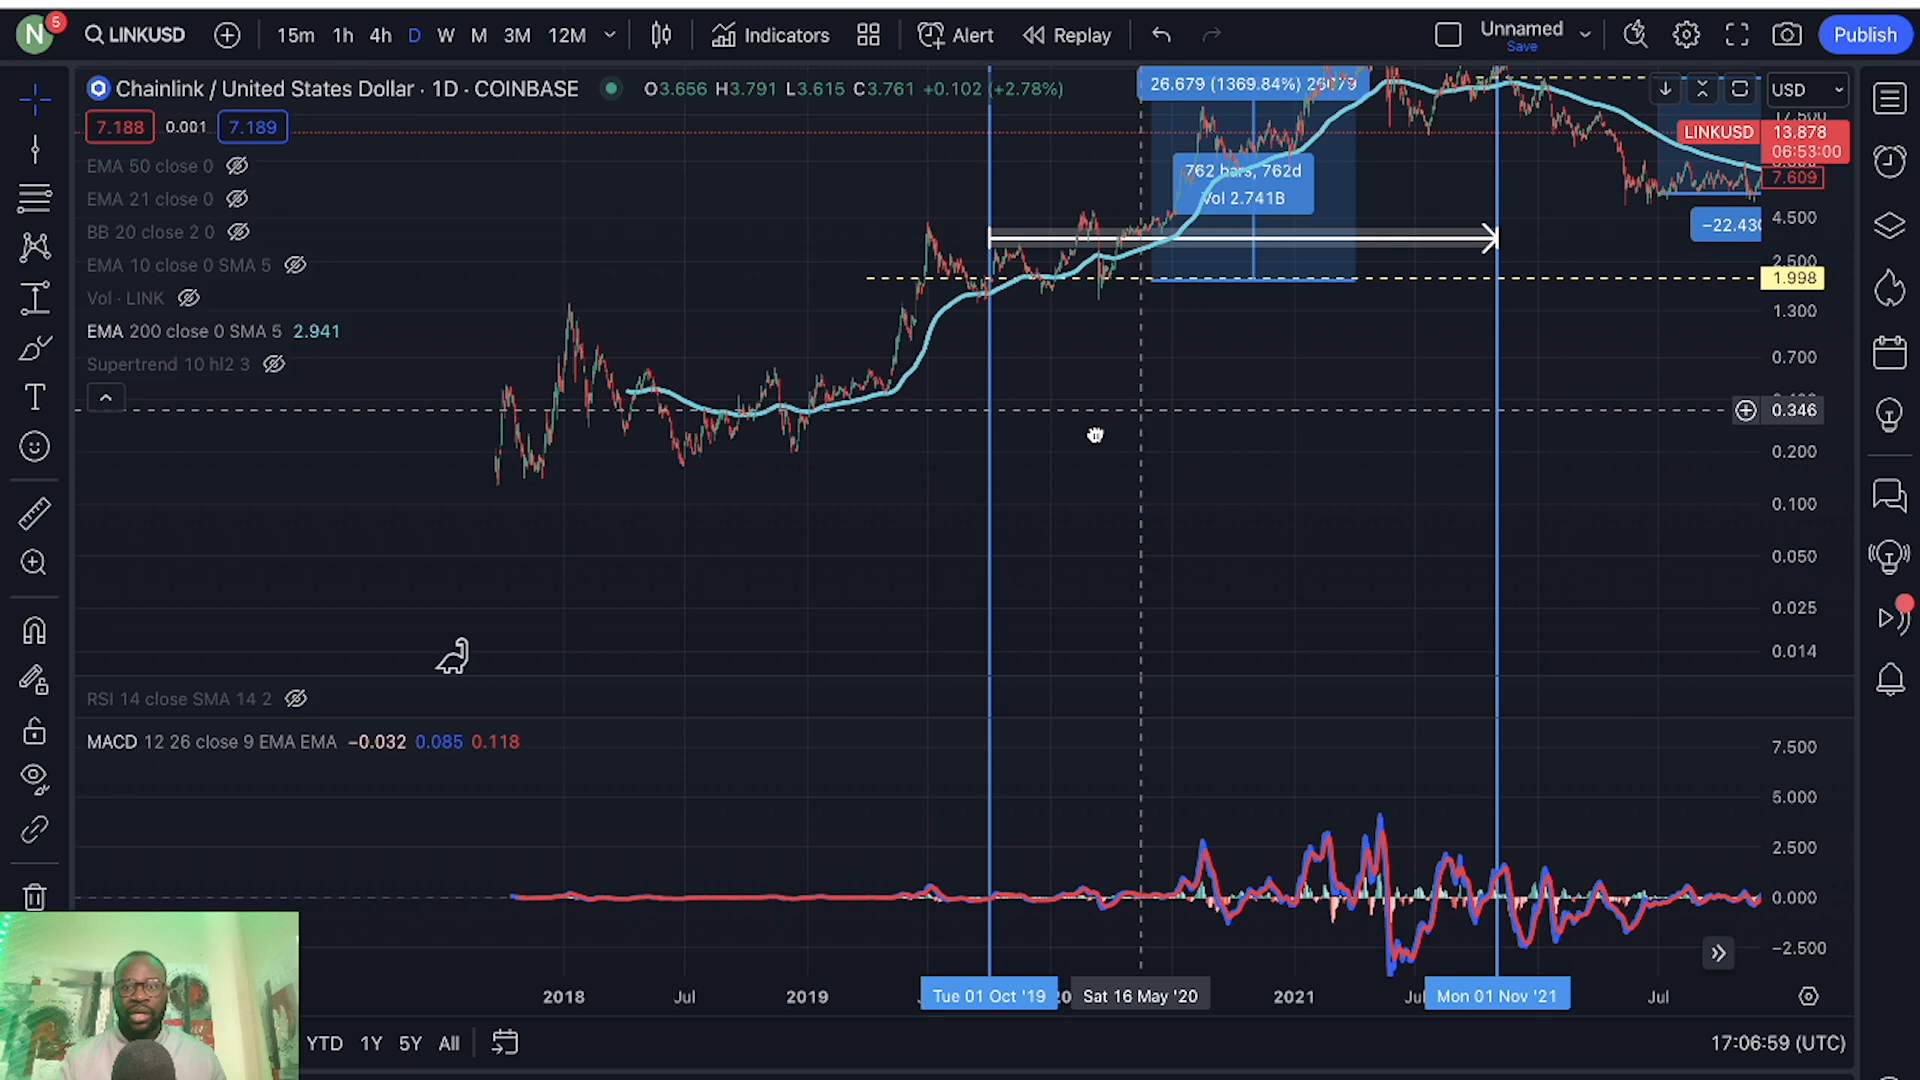 N 5 LINKUSD 15m 1h 4h D W M 3M 12M Indicators Alert Replay Unnamed Save Publish
Chainlink / United States Dollar · 1D · COINBASE O3.656 H3.791 L3.615 C3.761 +0.102 (+2.78%)
7.188 0.001 7.189
EMA 50 close 0
EMA 21 close 0
BB 20 close 2 0
EMA 10 close 0 SMA 5
Vol · LINK
EMA 200 close 0 SMA 5 2.941
Supertrend 10 hl2 3
26.679 (1369.84%)
762 bars, 762d
Vol 2.741B
USD
LINKUSD 13.878
06:53:00
7.609
4.500
2.500
1.998
1.300
0.700
0.346
0.200
0.100
0.050
0.025
0.014
RSI 14 close SMA 14 2
MACD 12 26 close 9 EMA EMA −0.032 0.085 0.118
7.500
5.000
2.500
0.000
−2.500
2018 Jul 2019 Tue 01 Oct '19 Sat 16 May '20 2021 Mon 01 Nov '21 Jul
YTD 1Y 5Y All 17:06:59 (UTC)